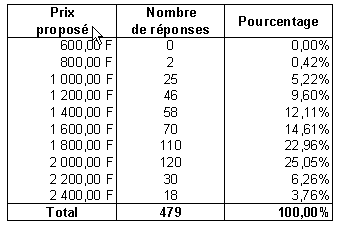 Prix proposé Nombre de réponses Pourcentage
600,00 F 0 0,00%
800,00 F 2 0,42%
1 000,00 F 25 5,22%
1 200,00 F 46 9,60%
1 400,00 F 58 12,11%
1 600,00 F 70 14,61%
1 800,00 F 110 22,96%
2 000,00 F 120 25,05%
2 200,00 F 30 6,26%
2 400,00 F 18 3,76%
Total 479 100,00%